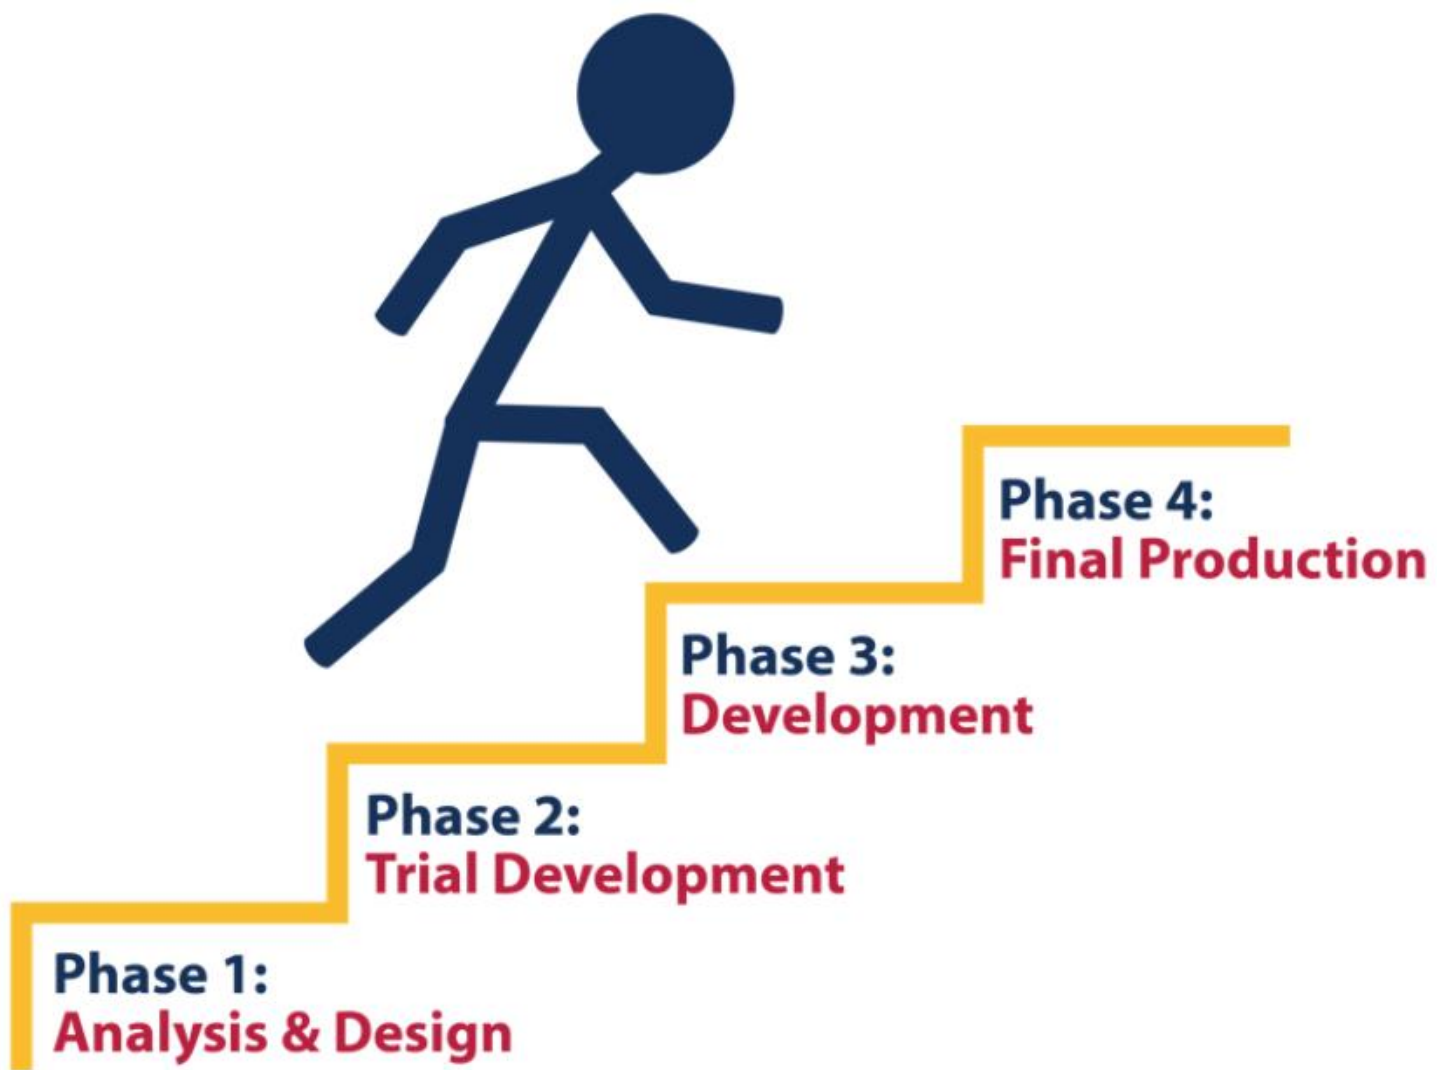 Phase 4:
Final Production
Phase 3:
Development
Phase 2:
Trial Development
Phase 1:
Analysis & Design